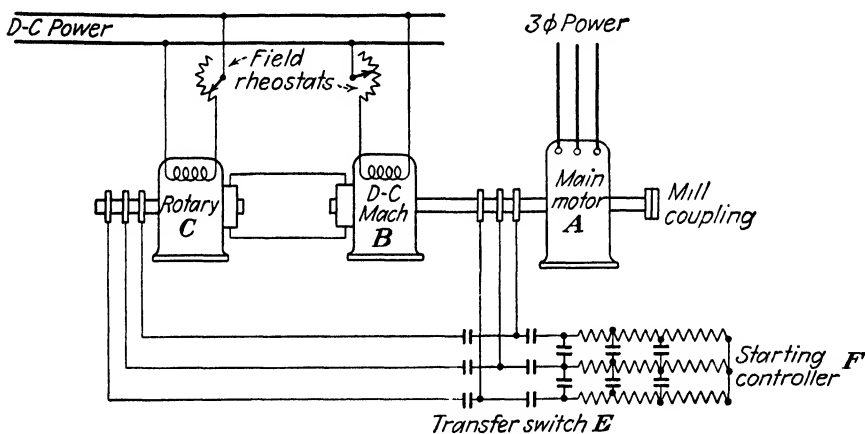 D-C Power
Field
rheostats
3ϕ Power
Rotary
C
D-C
Mach
B
Main
motor
A
Mill
coupling
Starting
controller F
Transfer switch E